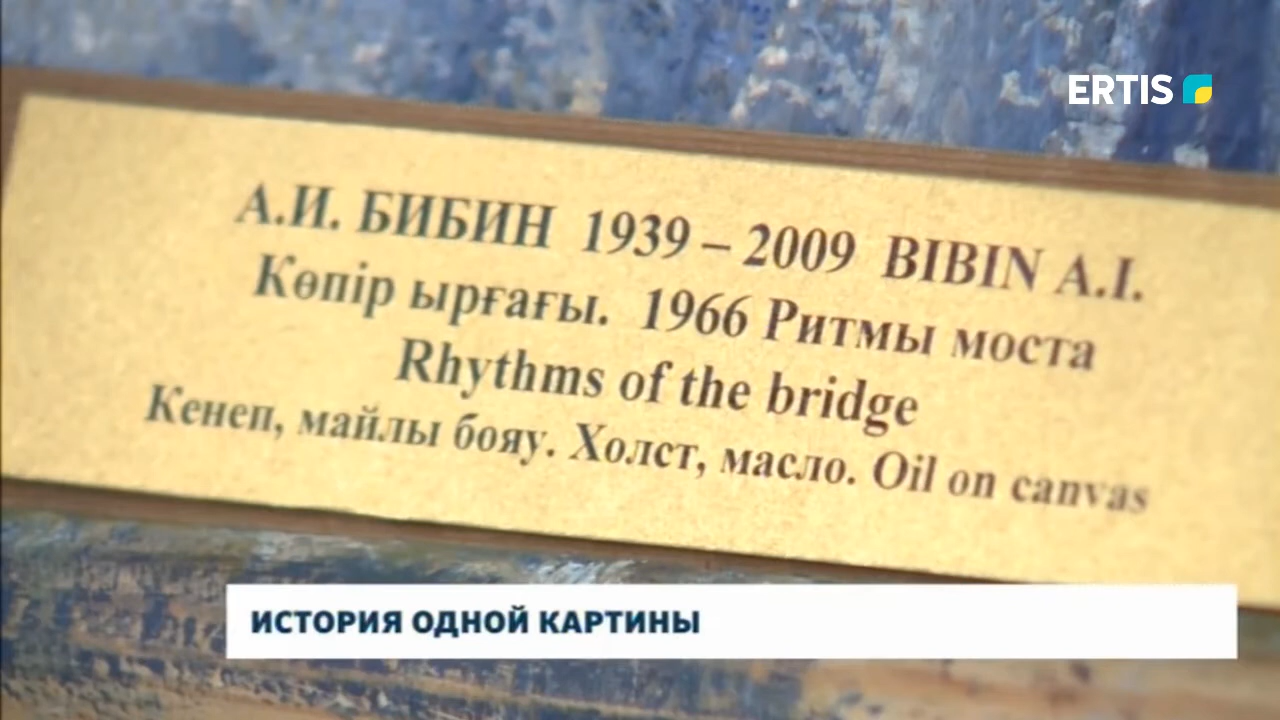 ERTIS
А.И. БИБИН 1939 – 2009 BIBIN A.I.
Көпір ырғағы. 1966 Ритмы моста
Rhythms of the bridge
Кенеп, майлы бояу. Холст, масло. Oil on canvas
ИСТОРИЯ ОДНОЙ КАРТИНЫ